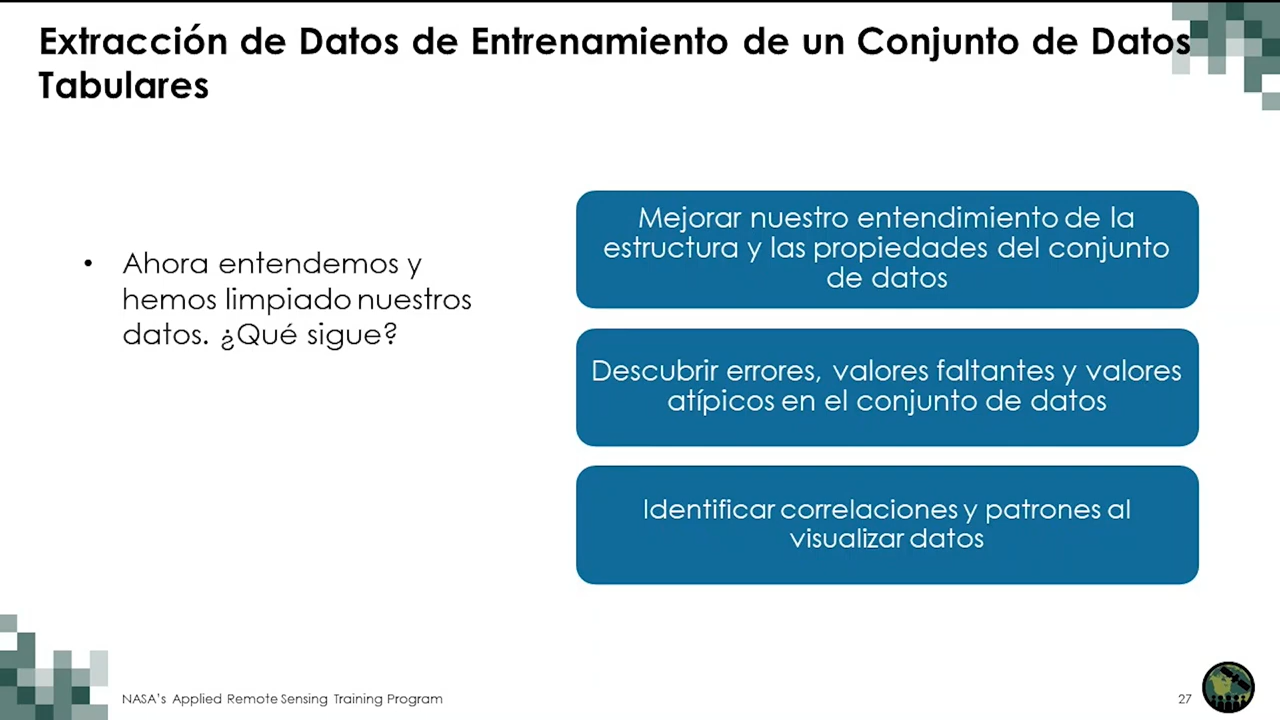 Extracción de Datos de Entrenamiento de un Conjunto de Datos
Tabulares
• Ahora entendemos y
hemos limpiado nuestros
datos. ¿Qué sigue?
Mejorar nuestro entendimiento de la
estructura y las propiedades del conjunto
de datos
Descubrir errores, valores faltantes y valores
atípicos en el conjunto de datos
Identificar correlaciones y patrones al
visualizar datos
NASA's Applied Remote Sensing Training Program
27